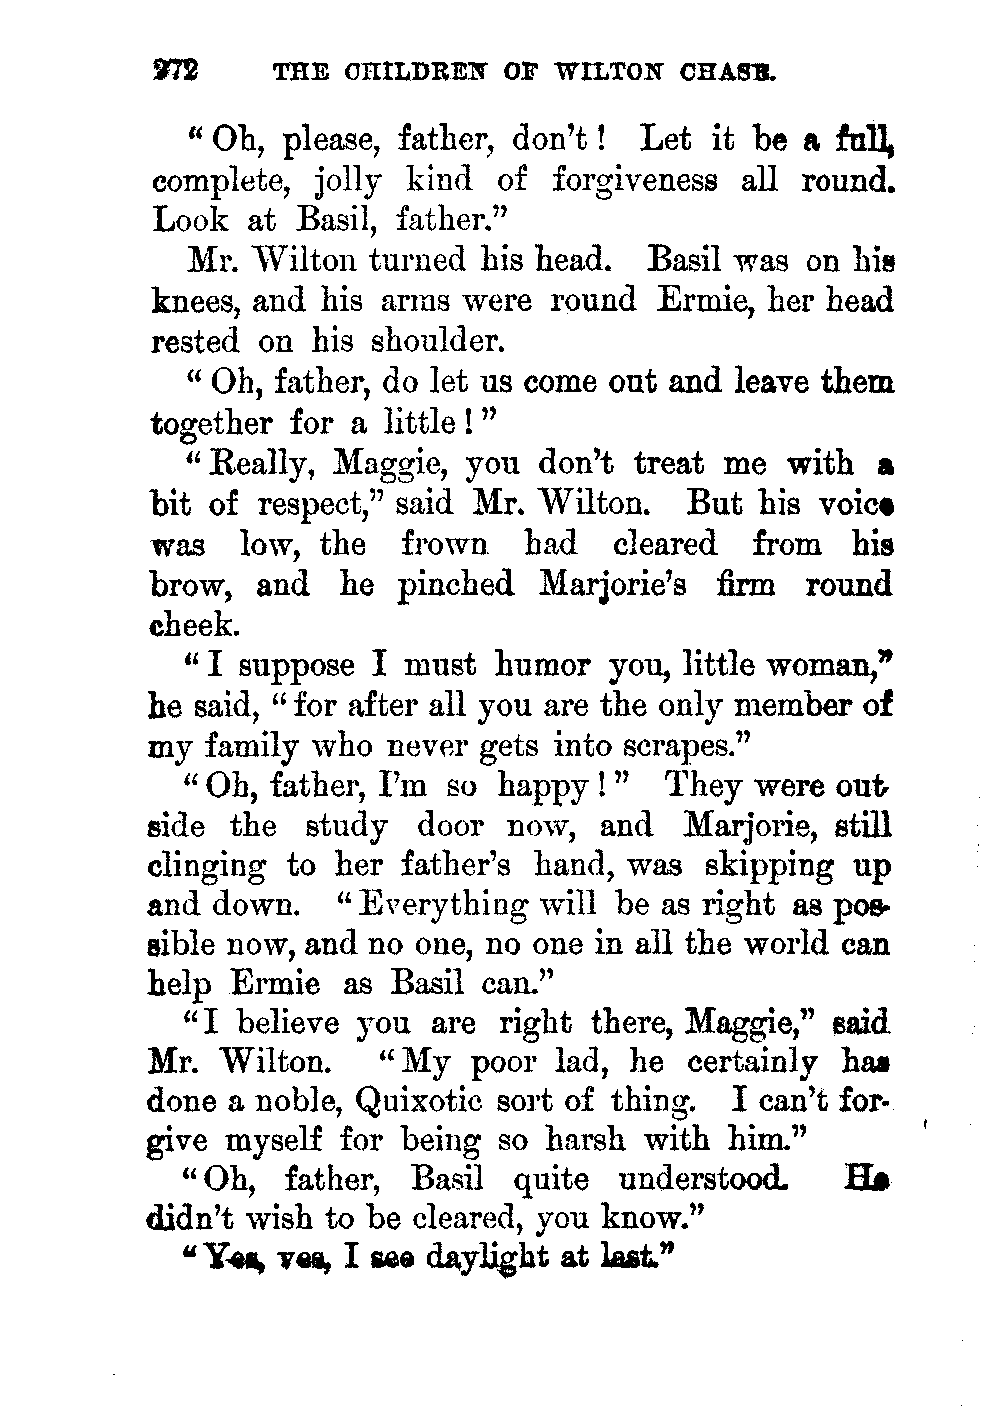 272 THE CHILDREN OF WILTON CHASE.
“Oh, please, father, don’t! Let it be a full,
complete, jolly kind of forgiveness all round.
Look at Basil, father.”
Mr. Wilton turned his head. Basil was on his
knees, and his arms were round Ermie, her head
rested on his shoulder.
“Oh, father, do let us come out and leave them
together for a little!”
“Really, Maggie, you don’t treat me with a
bit of respect,” said Mr. Wilton. But his voice
was low, the frown had cleared from his
brow, and he pinched Marjorie’s firm round
cheek.
“I suppose I must humor you, little woman,”
he said, “for after all you are the only member of
my family who never gets into scrapes.”
“Oh, father, I’m so happy!” They were out-
side the study door now, and Marjorie, still
clinging to her father’s hand, was skipping up
and down. “Everything will be as right as pos-
sible now, and no one, no one in all the world can
help Ermie as Basil can.”
“I believe you are right there, Maggie,” said
Mr. Wilton. “My poor lad, he certainly has
done a noble, Quixotic sort of thing. I can’t for-
give myself for being so harsh with him.”
“Oh, father, Basil quite understood. He
didn’t wish to be cleared, you know.”
“Yes, yes, I see daylight at last.”